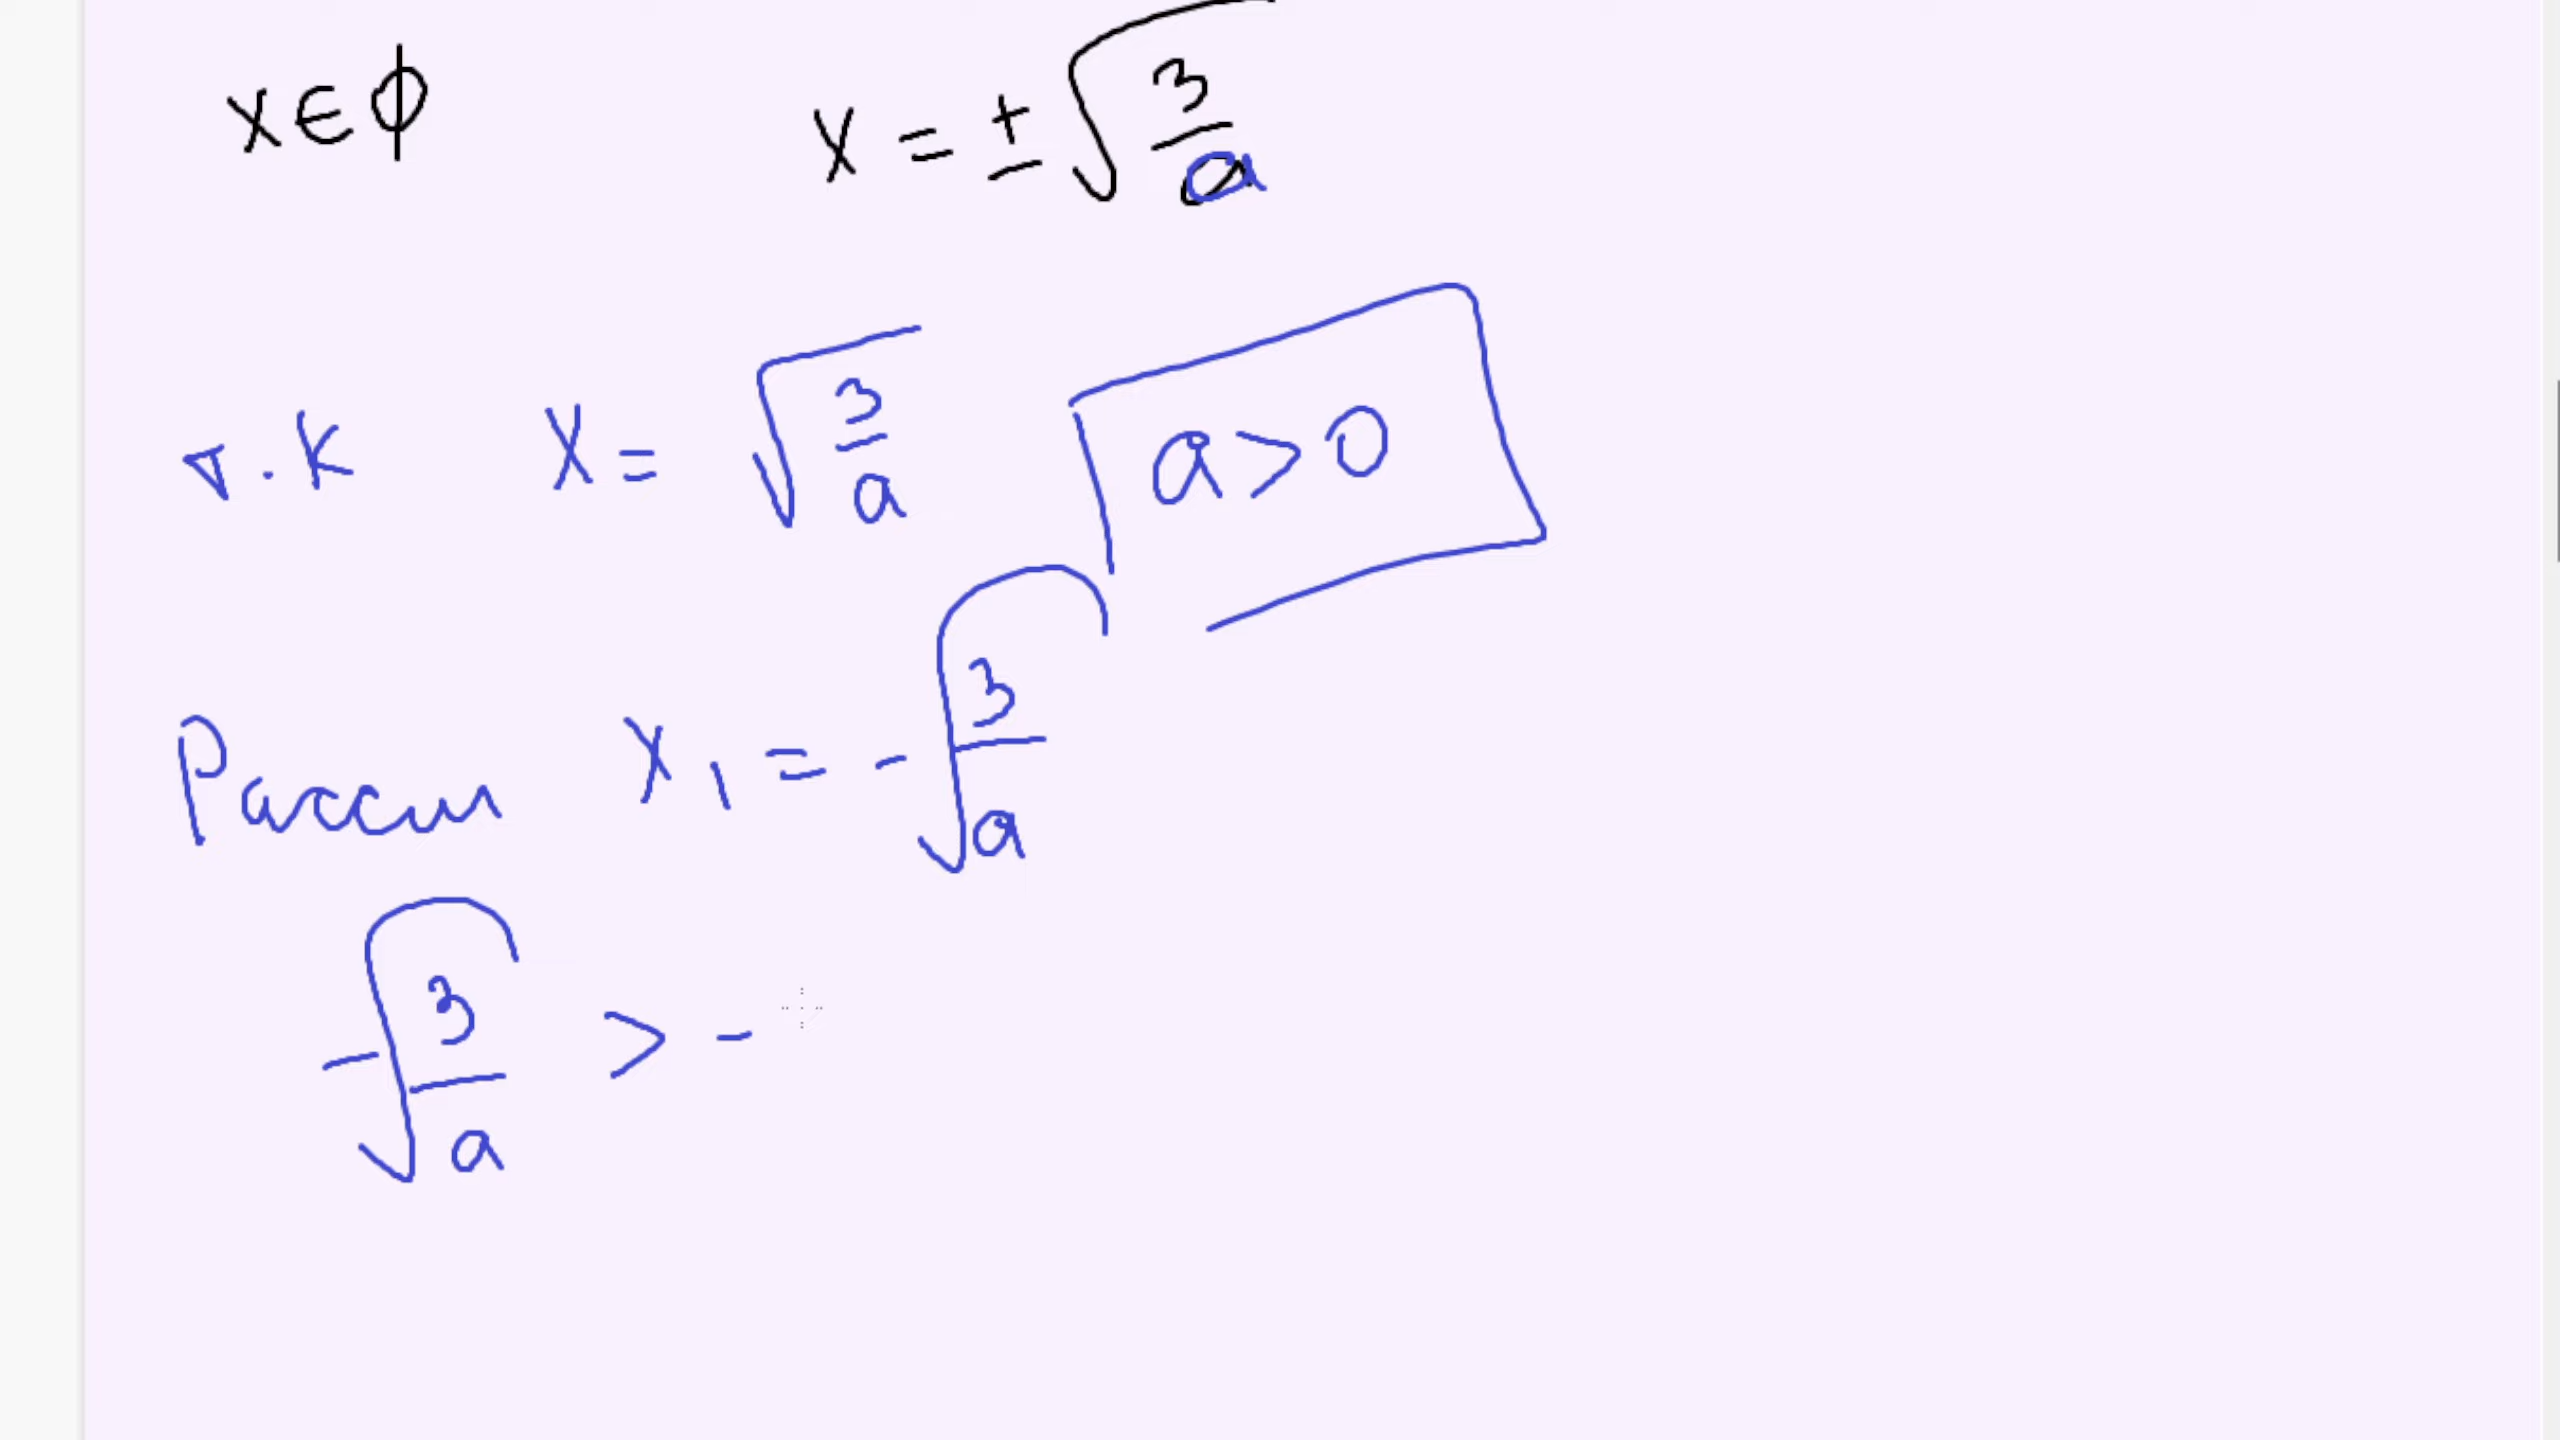 x ∈ ϕ
x = ± √(3/a)
т.к x = √(3/a) a > 0
Рассм x₁ = - √(3/a)
- √(3/a) > -